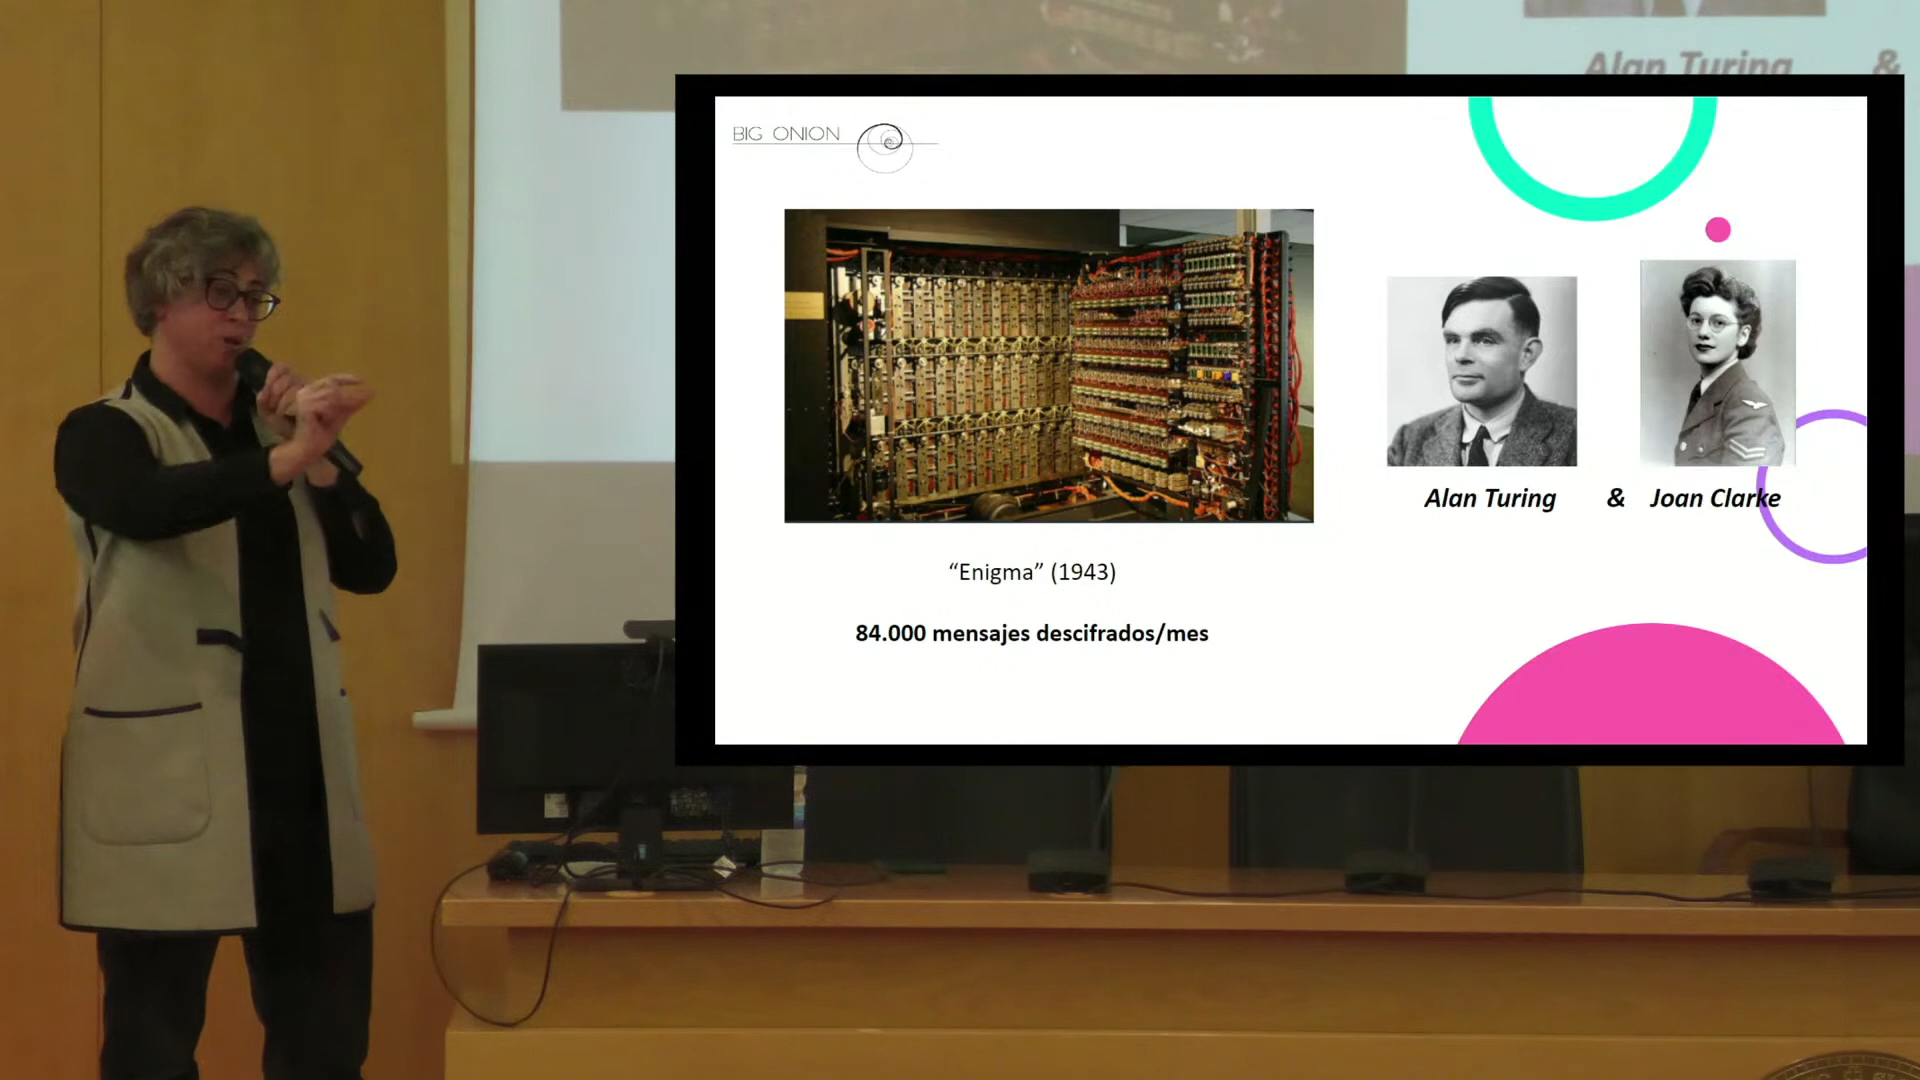 Alan Turing &
BIG ONION
Alan Turing & Joan Clarke
“Enigma” (1943)
84.000 mensajes descifrados/mes